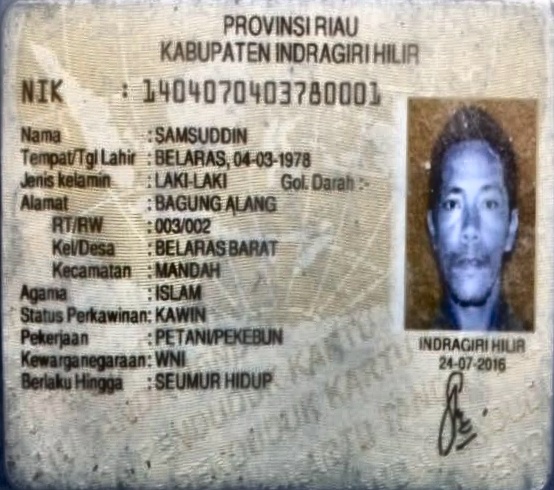 PROVINSI RIAU
KABUPATEN INDRAGIRI HILIR
NIK : 1404070403780001
Nama : SAMSUDDIN
Tempat/Tgl Lahir : BELARAS, 04-03-1978
Jenis kelamin : LAKI-LAKI Gol. Darah :-
Alamat : BAGUNG ALANG
RT/RW : 003/002
Kel/Desa : BELARAS BARAT
Kecamatan : MANDAH
Agama : ISLAM
Status Perkawinan: KAWIN
Pekerjaan : PETANI/PEKEBUN
Kewarganegaraan: WNI
Berlaku Hingga : SEUMUR HIDUP
INDRAGIRI HILIR
24-07-2016